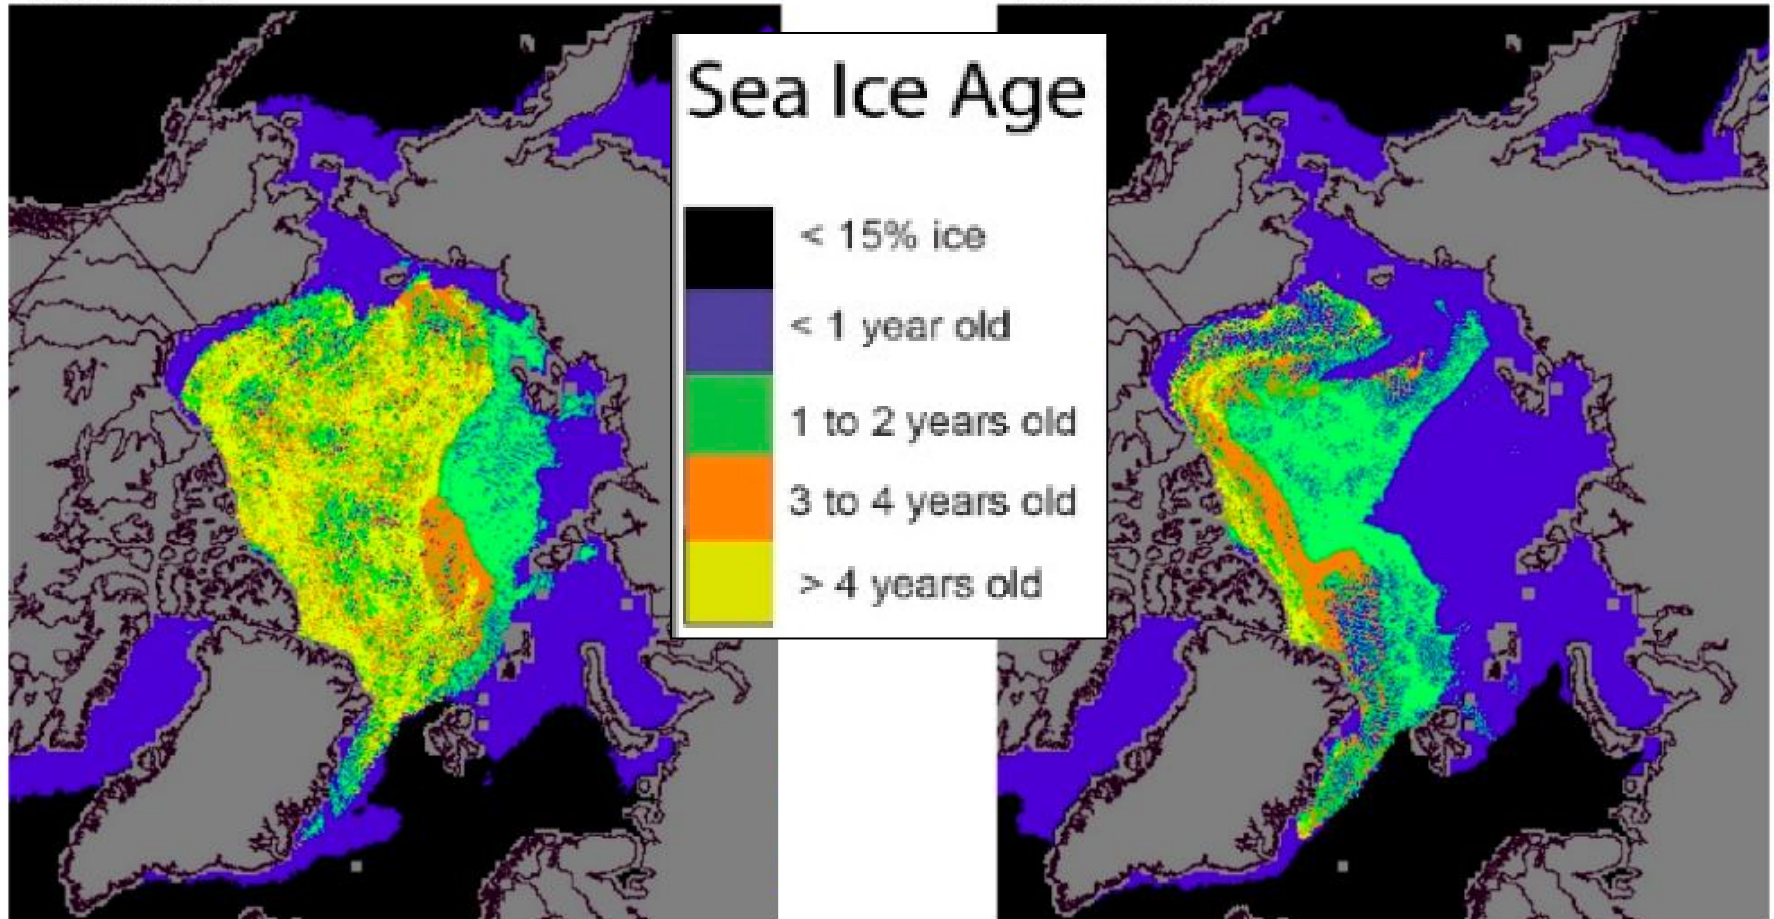 Sea Ice Age
< 15% ice
< 1 year old
1 to 2 years old
3 to 4 years old
> 4 years old